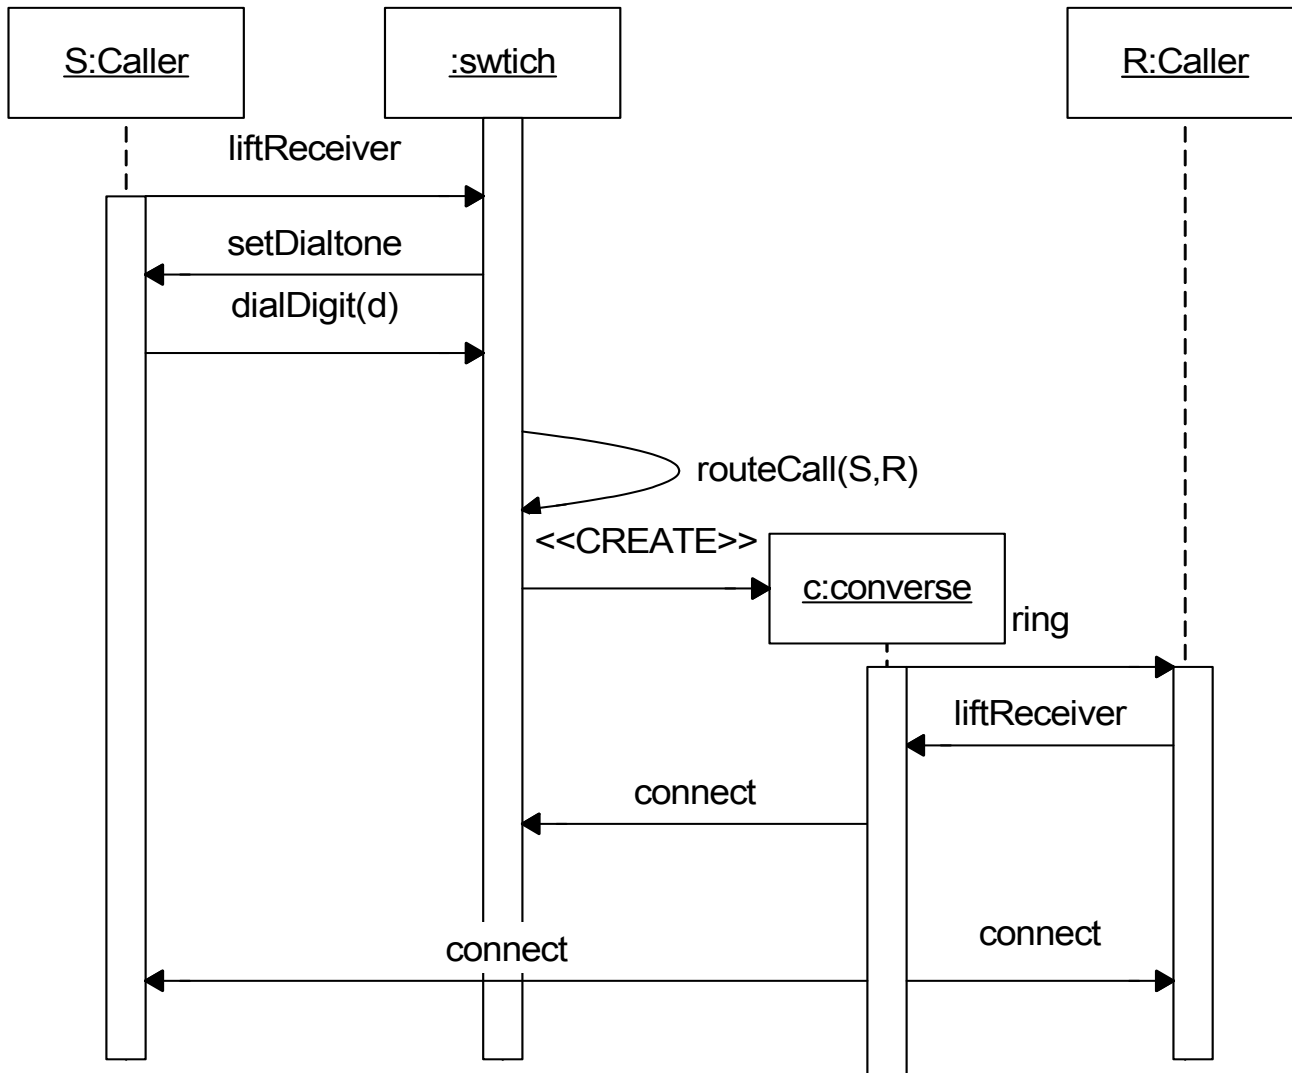 S:Caller
:swtich
R:Caller
liftReceiver
setDialtone
dialDigit(d)
routeCall(S,R)
<<CREATE>>
c:converse
ring
liftReceiver
connect
connect
connect